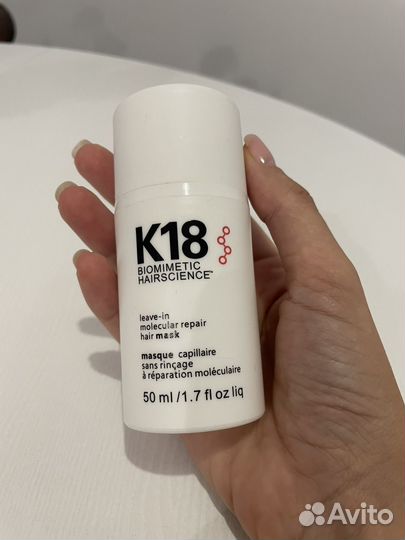 K18
BIOMIMETIC
HAIRSCIENCE
leave-in
molecular repair
hair mask
masque capillaire
sans rinçage
à réparation moléculaire
50 ml /1.7 fl oz liq
Avito